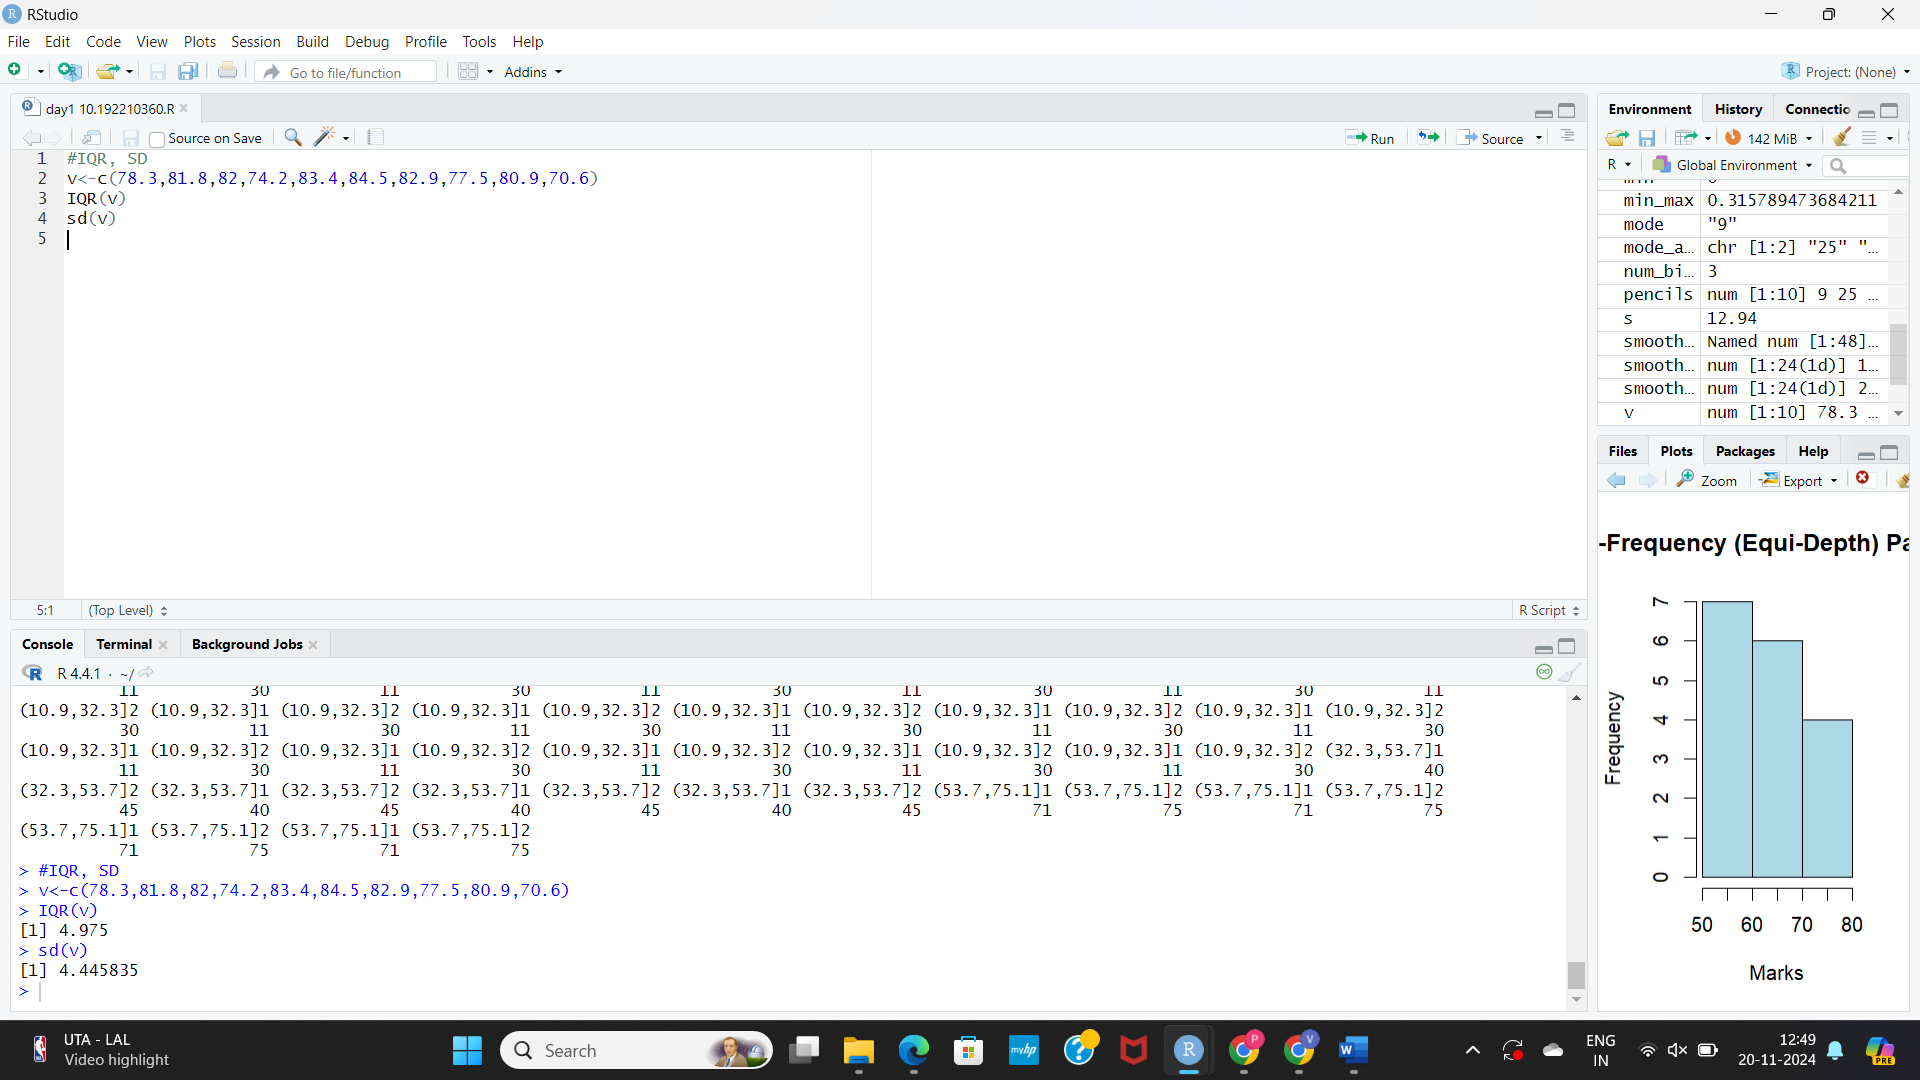 RStudio
File Edit Code View Plots Session Build Debug Profile Tools Help
Go to file/function Addins Project: (None)
day1 10.192210360.R
Source on Save Run Source
1 #IQR, SD
2 v<-c(78.3,81.8,82,74.2,83.4,84.5,82.9,77.5,80.9,70.6)
3 IQR(v)
4 sd(v)
5
5:1 (Top Level) R Script
Console Terminal Background Jobs
R 4.4.1 · ~/
11 30 11 30 11 30 11 30 11 30 11
(10.9,32.3]2 (10.9,32.3]1 (10.9,32.3]2 (10.9,32.3]1 (10.9,32.3]2 (10.9,32.3]1 (10.9,32.3]2 (10.9,32.3]1 (10.9,32.3]2 (10.9,32.3]1 (10.9,32.3]2
30 11 30 11 30 11 30 11 30 11 30
(10.9,32.3]1 (10.9,32.3]2 (10.9,32.3]1 (10.9,32.3]2 (10.9,32.3]1 (10.9,32.3]2 (10.9,32.3]1 (10.9,32.3]2 (10.9,32.3]1 (10.9,32.3]2 (32.3,53.7]1
11 30 11 30 11 30 11 30 11 30 40
(32.3,53.7]2 (32.3,53.7]1 (32.3,53.7]2 (32.3,53.7]1 (32.3,53.7]2 (32.3,53.7]1 (32.3,53.7]2 (53.7,75.1]1 (53.7,75.1]2 (53.7,75.1]1 (53.7,75.1]2
45 40 45 40 45 40 45 71 75 71 75
(53.7,75.1]1 (53.7,75.1]2 (53.7,75.1]1 (53.7,75.1]2
71 75 71 75
> #IQR, SD
> v<-c(78.3,81.8,82,74.2,83.4,84.5,82.9,77.5,80.9,70.6)
> IQR(v)
[1] 4.975
> sd(v)
[1] 4.445835
>
Environment History Connectio
142 MiB
R Global Environment
min_max 0.315789473684211
mode "9"
mode_a… chr [1:2] "25" "…
num_bi… 3
pencils num [1:10] 9 25 …
s 12.94
smooth… Named num [1:48]…
smooth… num [1:24(1d)] 1…
smooth… num [1:24(1d)] 2…
v num [1:10] 78.3 …
Files Plots Packages Help
Zoom Export
-Frequency (Equi-Depth) Pa
Frequency
7
6
5
4
3
2
1
0
50 60 70 80
Marks
UTA - LAL
Video highlight
Search
myhp
ENG
IN
12:49
20-11-2024
PRE